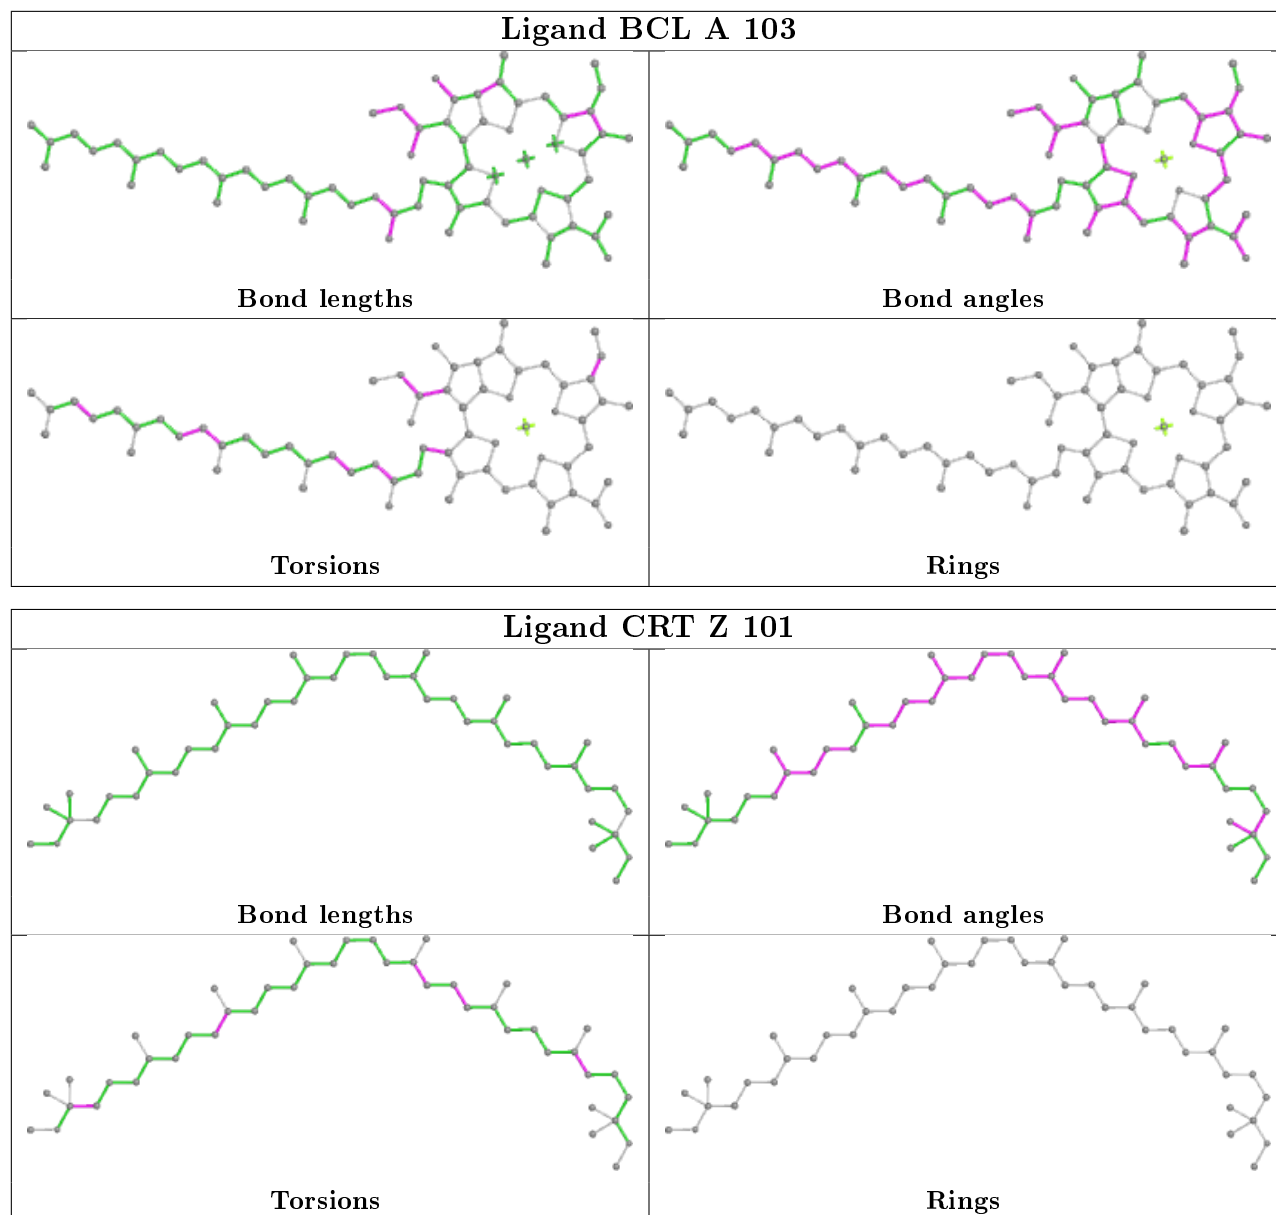 Ligand BCL A 103
Bond lengths
Bond angles
Torsions
Rings
Ligand CRT Z 101
Bond lengths
Bond angles
Torsions
Rings